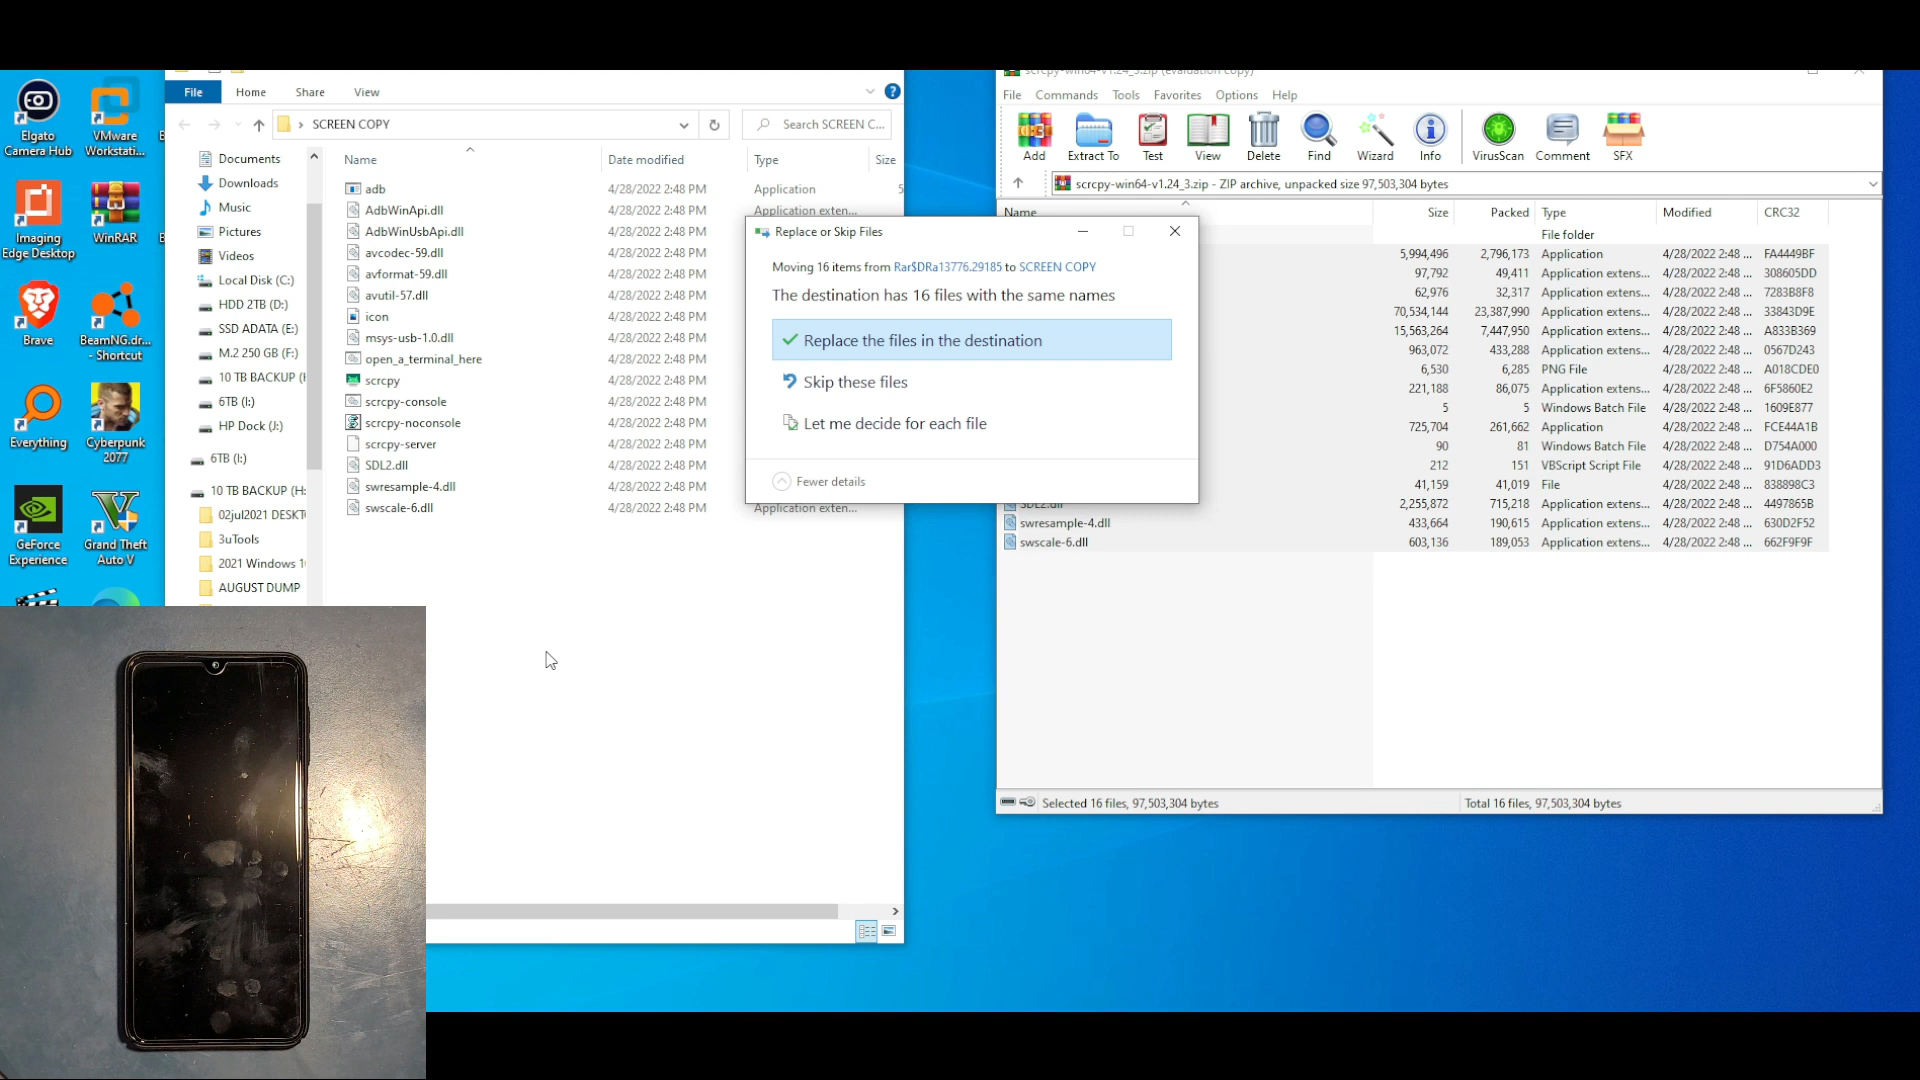 Elgato
Camera Hub
VMware
Workstati...
Imaging
Edge Desktop
WinRAR
Brave
BeamNG.dr...
- Shortcut
Everything
Cyberpunk
2077
GeForce
Experience
Grand Theft
Auto V
File
Home
Share
View
SCREEN COPY
Search SCREEN C...
Documents
Downloads
Music
Pictures
Videos
Local Disk (C:)
HDD 2TB (D:)
SSD ADATA (E:)
M.2 250 GB (F:)
10 TB BACKUP (H
6TB (I:)
HP Dock (J:)
6TB (I:)
10 TB BACKUP (H:
02jul2021 DESKT
3uTools
2021 Windows 1
AUGUST DUMP
Name Date modified Type Size
adb 4/28/2022 2:48 PM Application 5
AdbWinApi.dll 4/28/2022 2:48 PM Application exten...
AdbWinUsbApi.dll 4/28/2022 2:48 PM
avcodec-59.dll 4/28/2022 2:48 PM
avformat-59.dll 4/28/2022 2:48 PM
avutil-57.dll 4/28/2022 2:48 PM
icon 4/28/2022 2:48 PM
msys-usb-1.0.dll 4/28/2022 2:48 PM
open_a_terminal_here 4/28/2022 2:48 PM
scrcpy 4/28/2022 2:48 PM
scrcpy-console 4/28/2022 2:48 PM
scrcpy-noconsole 4/28/2022 2:48 PM
scrcpy-server 4/28/2022 2:48 PM
SDL2.dll 4/28/2022 2:48 PM
swresample-4.dll 4/28/2022 2:48 PM
swscale-6.dll 4/28/2022 2:48 PM Application exten...
Replace or Skip Files
Moving 16 items from Rar$DRa13776.29185 to SCREEN COPY
The destination has 16 files with the same names
Replace the files in the destination
Skip these files
Let me decide for each file
Fewer details
scrcpy-win64-v1.24_3.zip (evaluation copy)
File Commands Tools Favorites Options Help
Add Extract To Test View Delete Find Wizard Info VirusScan Comment SFX
scrcpy-win64-v1.24_3.zip - ZIP archive, unpacked size 97,503,304 bytes
Name Size Packed Type Modified CRC32
File folder
5,994,496 2,796,173 Application 4/28/2022 2:48 ... FA4449BF
97,792 49,411 Application extens... 4/28/2022 2:48 ... 308605DD
62,976 32,317 Application extens... 4/28/2022 2:48 ... 7283B8F8
70,534,144 23,387,990 Application extens... 4/28/2022 2:48 ... 33843D9E
15,563,264 7,447,950 Application extens... 4/28/2022 2:48 ... A833B369
963,072 433,288 Application extens... 4/28/2022 2:48 ... 0567D243
6,530 6,285 PNG File 4/28/2022 2:48 ... A018CDE0
221,188 86,075 Application extens... 4/28/2022 2:48 ... 6F5860E2
5 5 Windows Batch File 4/28/2022 2:48 ... 1609E877
725,704 261,662 Application 4/28/2022 2:48 ... FCE44A1B
90 81 Windows Batch File 4/28/2022 2:48 ... D754A000
212 151 VBScript Script File 4/28/2022 2:48 ... 91D6ADD3
41,159 41,019 File 4/28/2022 2:48 ... 838898C3
SDL2.dll 2,255,872 715,218 Application extens... 4/28/2022 2:48 ... 4497865B
swresample-4.dll 433,664 190,615 Application extens... 4/28/2022 2:48 ... 630D2F52
swscale-6.dll 603,136 189,053 Application extens... 4/28/2022 2:48 ... 662F9F9F
Selected 16 files, 97,503,304 bytes
Total 16 files, 97,503,304 bytes